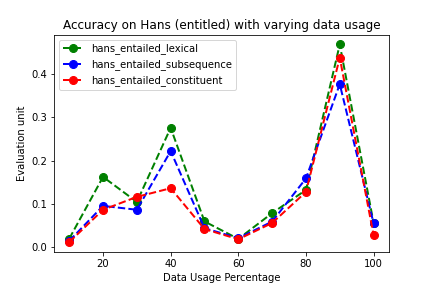 Accuracy on Hans (entitled) with varying data usage
hans_entailed_lexical
hans_entailed_subsequence
hans_entailed_constituent
Evaluation unit
0.4
0.3
0.2
0.1
0.0
20
40
60
80
100
Data Usage Percentage